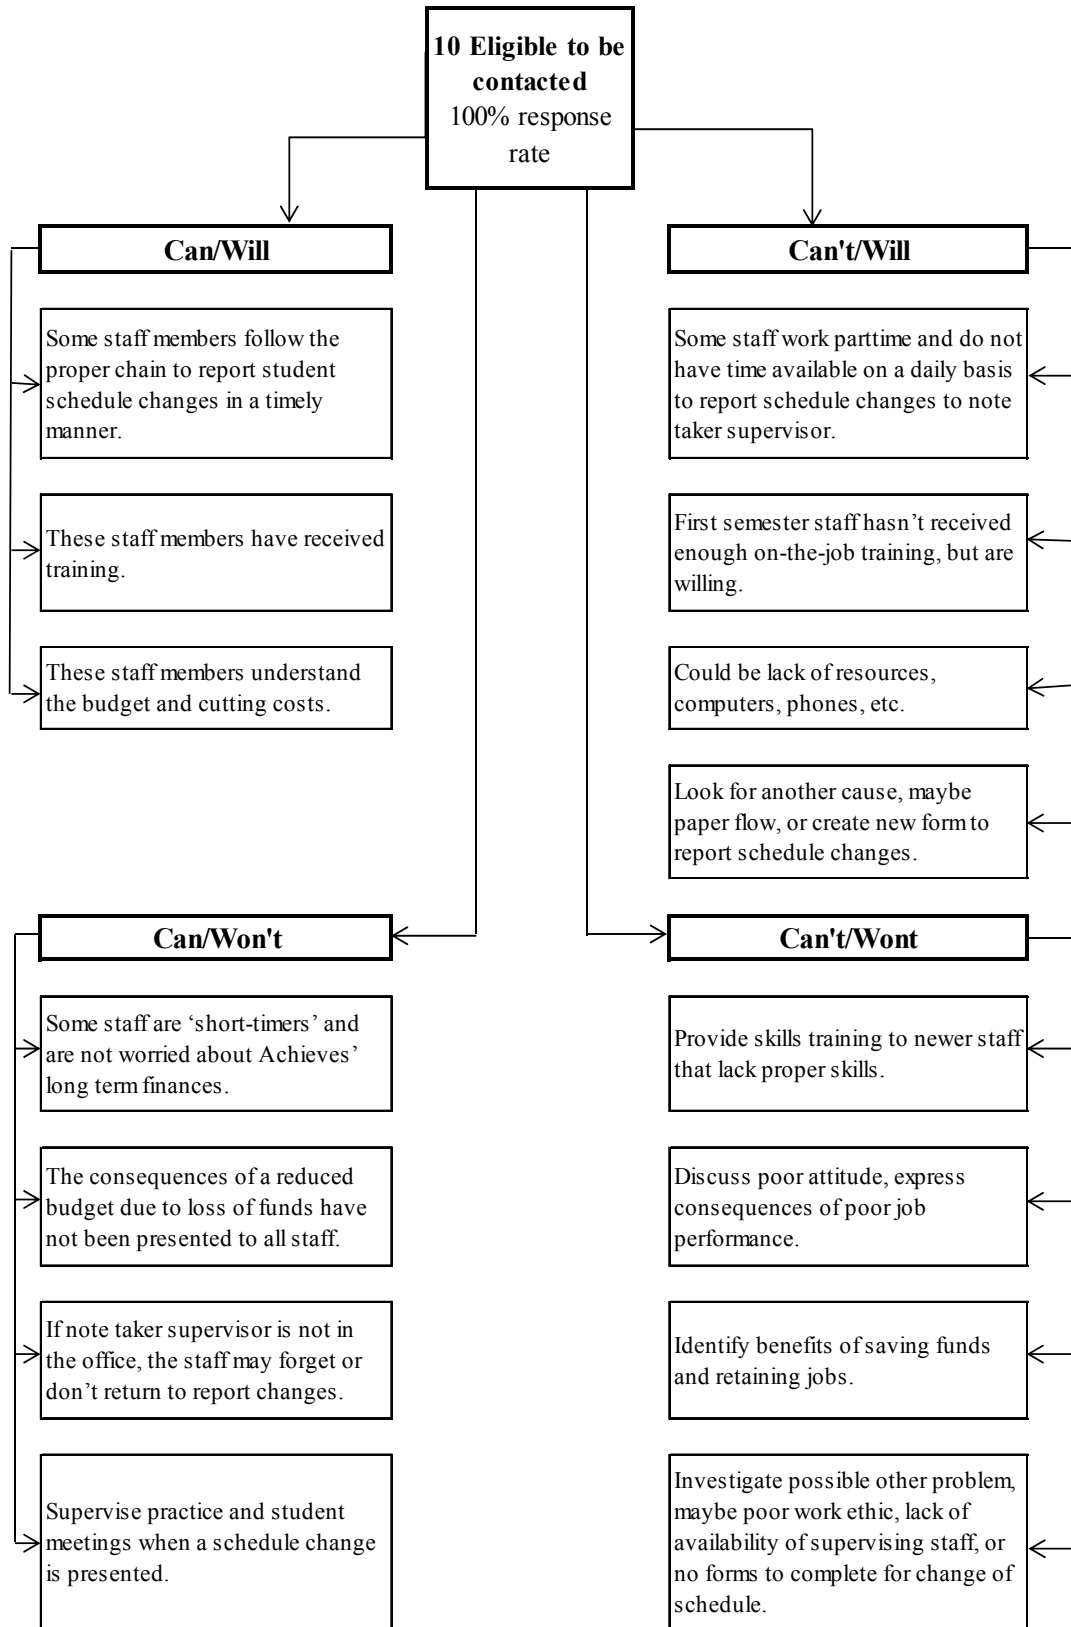 10 Eligible to be
contacted
100% response
rate
Can/Will
Some staff members follow the
proper chain to report student
schedule changes in a timely
manner.
These staff members have received
training.
These staff members understand
the budget and cutting costs.
Can't/Will
Some staff work parttime and do not
have time available on a daily basis
to report schedule changes to note
taker supervisor.
First semester staff hasn’t received
enough on-the-job training, but are
willing.
Could be lack of resources,
computers, phones, etc.
Look for another cause, maybe
paper flow, or create new form to
report schedule changes.
Can/Won't
Some staff are ‘short-timers’ and
are not worried about Achieves’
long term finances.
The consequences of a reduced
budget due to loss of funds have
not been presented to all staff.
If note taker supervisor is not in
the office, the staff may forget or
don’t return to report changes.
Supervise practice and student
meetings when a schedule change
is presented.
Can't/Wont
Provide skills training to newer staff
that lack proper skills.
Discuss poor attitude, express
consequences of poor job
performance.
Identify benefits of saving funds
and retaining jobs.
Investigate possible other problem,
maybe poor work ethic, lack of
availability of supervising staff, or
no forms to complete for change of
schedule.